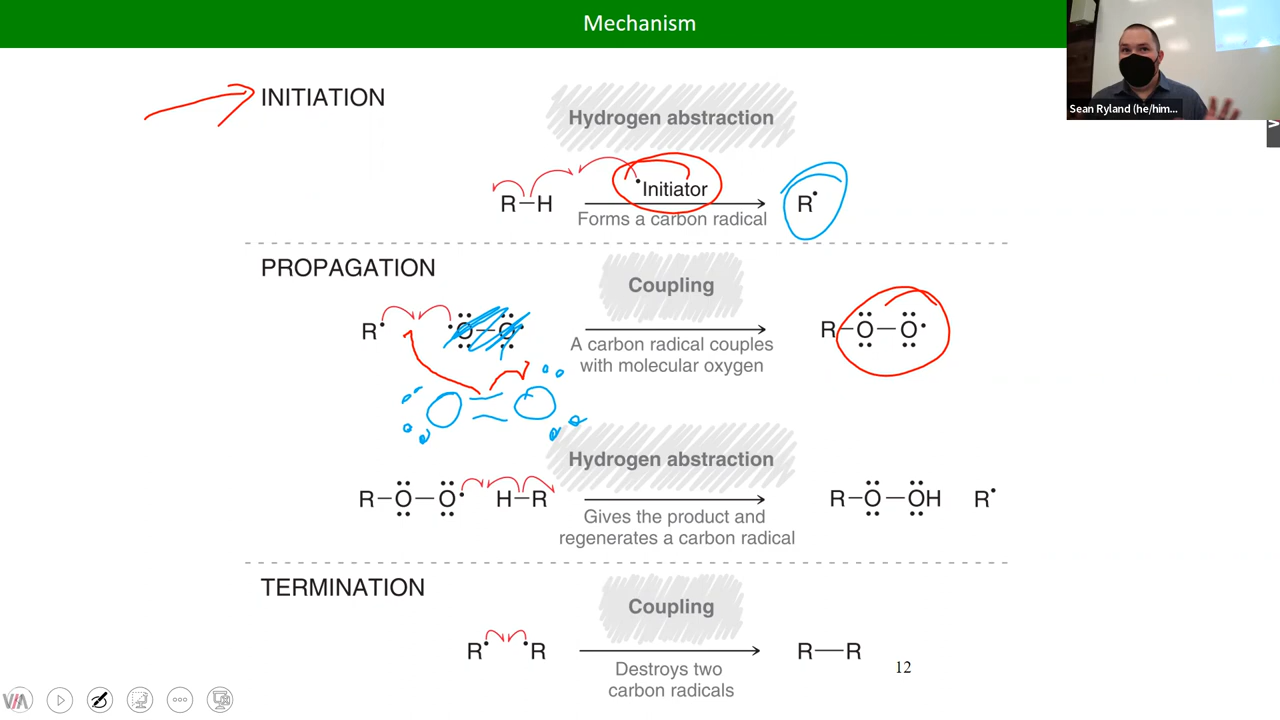 Mechanism
Sean Ryland (he/him...
INITIATION
Hydrogen abstraction
R–H
•Initiator
R•
Forms a carbon radical
PROPAGATION
Coupling
R• O–O
R–O–O•
A carbon radical couples
with molecular oxygen
O=O
Hydrogen abstraction
R–O–O• H–R
R–O–OH R•
Gives the product and
regenerates a carbon radical
TERMINATION
Coupling
R• •R
R—R
Destroys two
carbon radicals
12
VIA